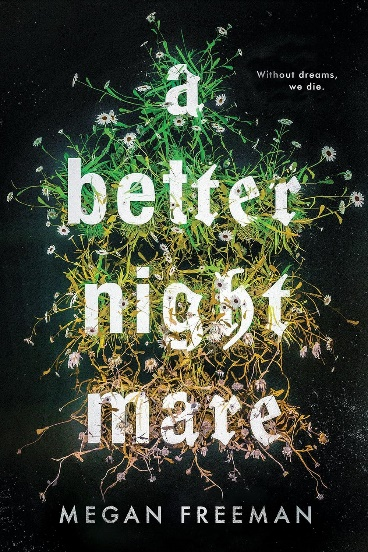 a
Without dreams,
we die.
better
night
mare
MEGAN FREEMAN